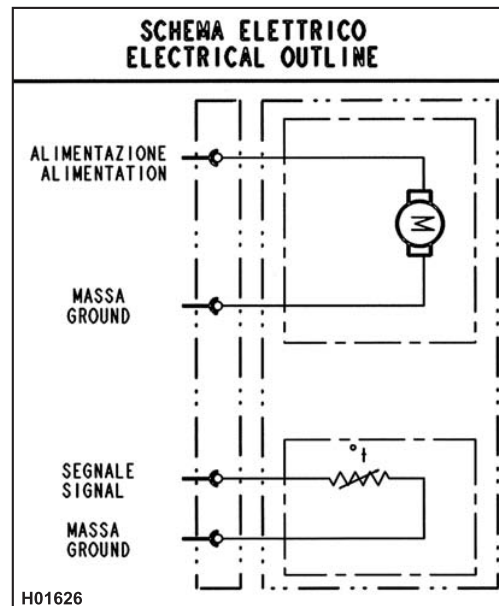 SCHEMA ELETTRICO
ELECTRICAL OUTLINE
ALIMENTAZIONE
ALIMENTATION
M
MASSA
GROUND
°t
SEGNALE
SIGNAL
MASSA
GROUND
H01626